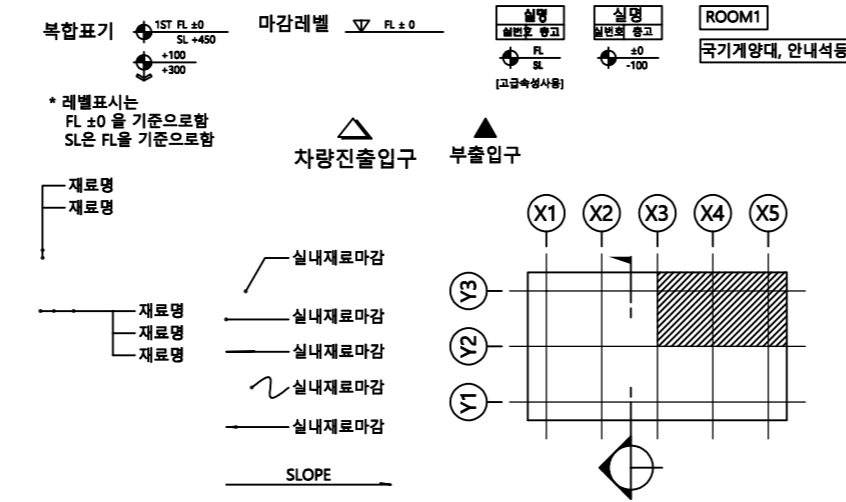 복합표기
1ST FL ±0
SL +450
+100
+300
마감레벨
FL ± 0
실명
실번호 층고
FL
SL
[고급속성사용]
실명
실번호 층고
±0
-100
ROOM1
국기게양대, 안내석등
* 레벨표시는
FL ±0 을 기준으로함
SL은 FL을 기준으로함
차량진출입구
부출입구
재료명
재료명
재료명
재료명
재료명
실내재료마감
실내재료마감
실내재료마감
실내재료마감
실내재료마감
SLOPE
X1 X2 X3 X4 X5
Y3
Y2
Y1